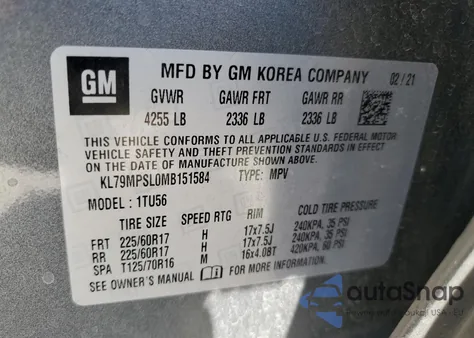 GM
MFD BY GM KOREA COMPANY 02/21
GVWR GAWR FRT GAWR RR
4255 LB 2336 LB 2336 LB
THIS VEHICLE CONFORMS TO ALL APPLICABLE U.S. FEDERAL MOTOR
VEHICLE SAFETY, BUMPER, AND THEFT PREVENTION STANDARDS IN EFFECT
ON THE DATE OF MANUFACTURE SHOWN ABOVE.
KL79MPSL0MB151584 TYPE: MPV
MODEL: 1TU56
SPEED RTG RIM COLD TIRE PRESSURE
FRT 225/60R17 H 17x7.5J 240KPA, 35 PSI
RR 225/60R17 H 17x7.5J 240KPA, 35 PSI
SPA T125/70R16 M 16x4.08T 420KPA, 60 PSI
SEE OWNER'S MANUAL FOR MORE INFORMATION.
autoSnap